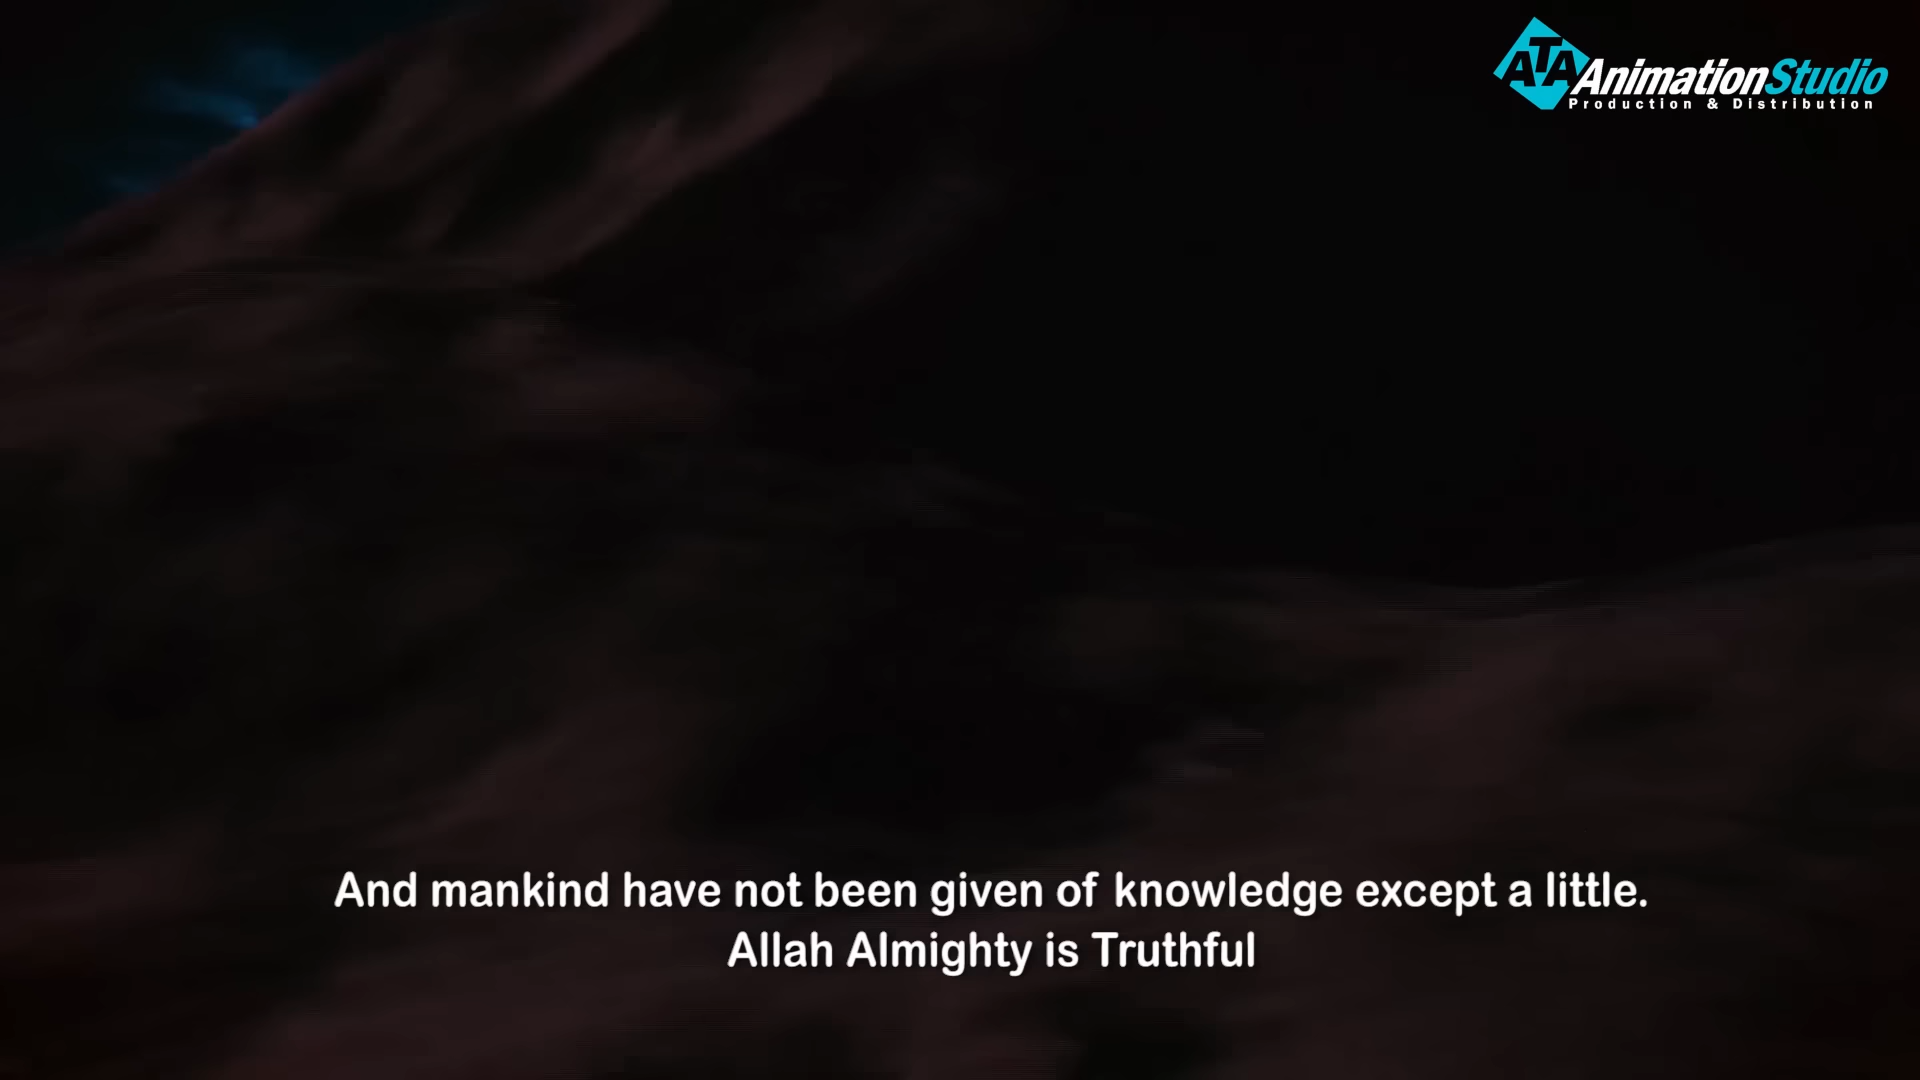 ATA AnimationStudio
Production & Distribution
And mankind have not been given of knowledge except a little.
Allah Almighty is Truthful